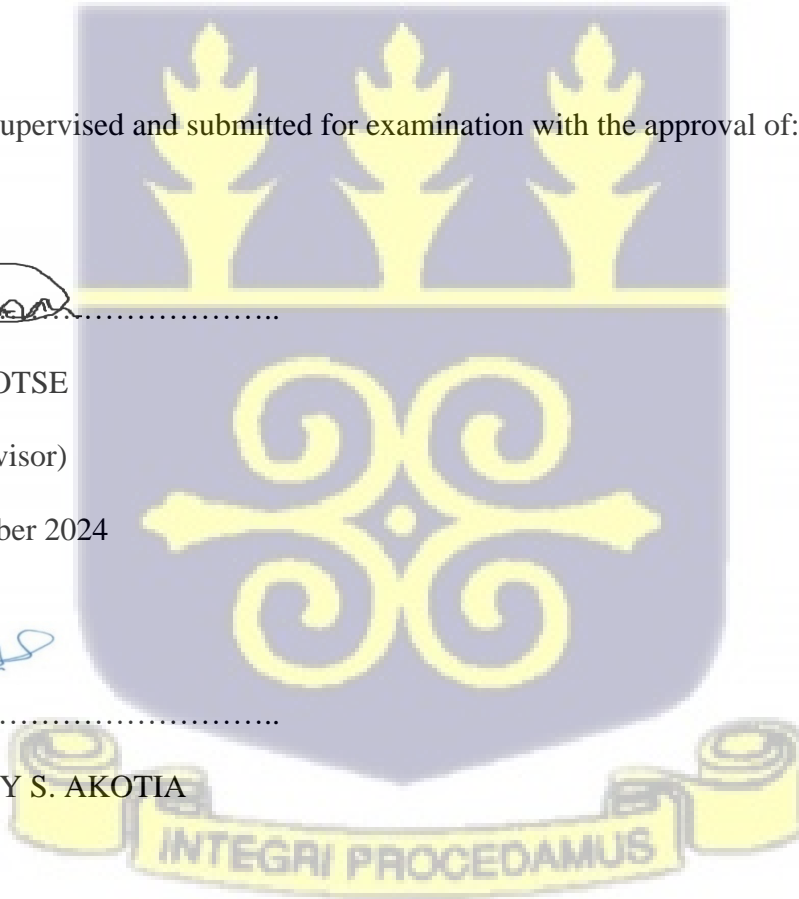 upervised and submitted for examination with the approval of:
……………………..
OTSE
visor)
ber 2024
……………………..
Y S. AKOTIA
INTEGRI PROCEDAMUS